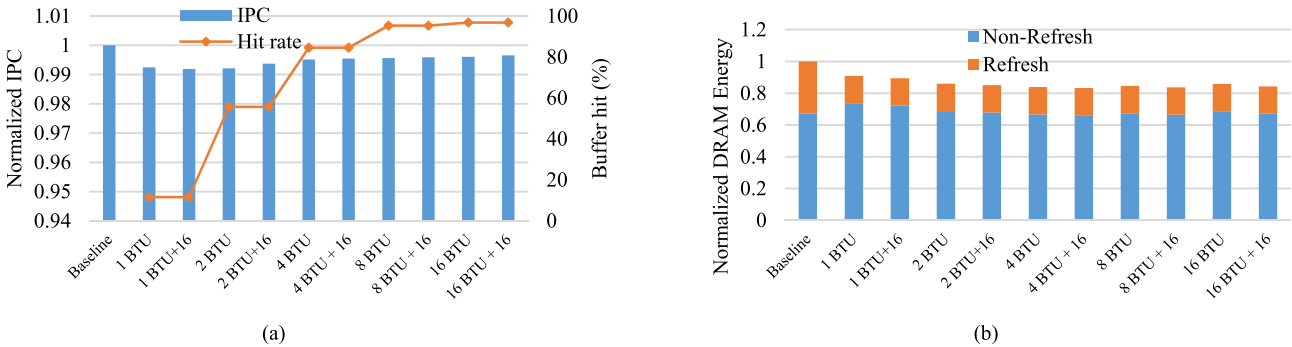 1.01
1
0.99
0.98
0.97
0.96
0.95
0.94
Normalized IPC
IPC
Hit rate
100
80
60
40
20
0
Buffer hit (%)
Baseline
1 BTU
1 BTU+16
2 BTU
2 BTU+16
4 BTU
4 BTU + 16
8 BTU
8 BTU + 16
16 BTU
16 BTU + 16
(a)
1.2
1
0.8
0.6
0.4
0.2
0
Normalized DRAM Energy
Non-Refresh
Refresh
Baseline
1 BTU
1 BTU+16
2 BTU
2 BTU+16
4 BTU
4 BTU + 16
8 BTU
8 BTU + 16
16 BTU
16 BTU + 16
(b)